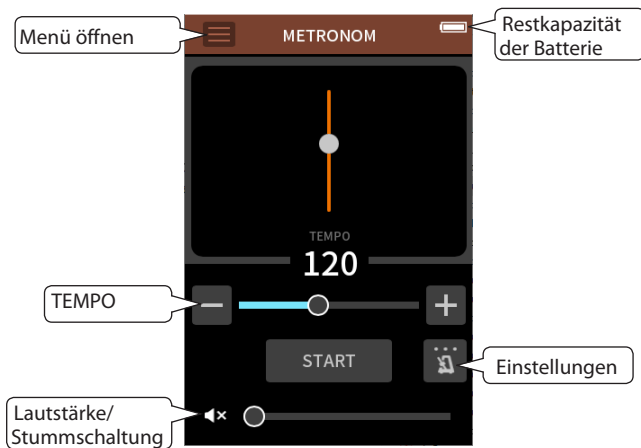 Menü öffnen
METRONOM
Restkapazität
der Batterie
TEMPO
120
TEMPO
START
Einstellungen
Lautstärke/
Stummschaltung